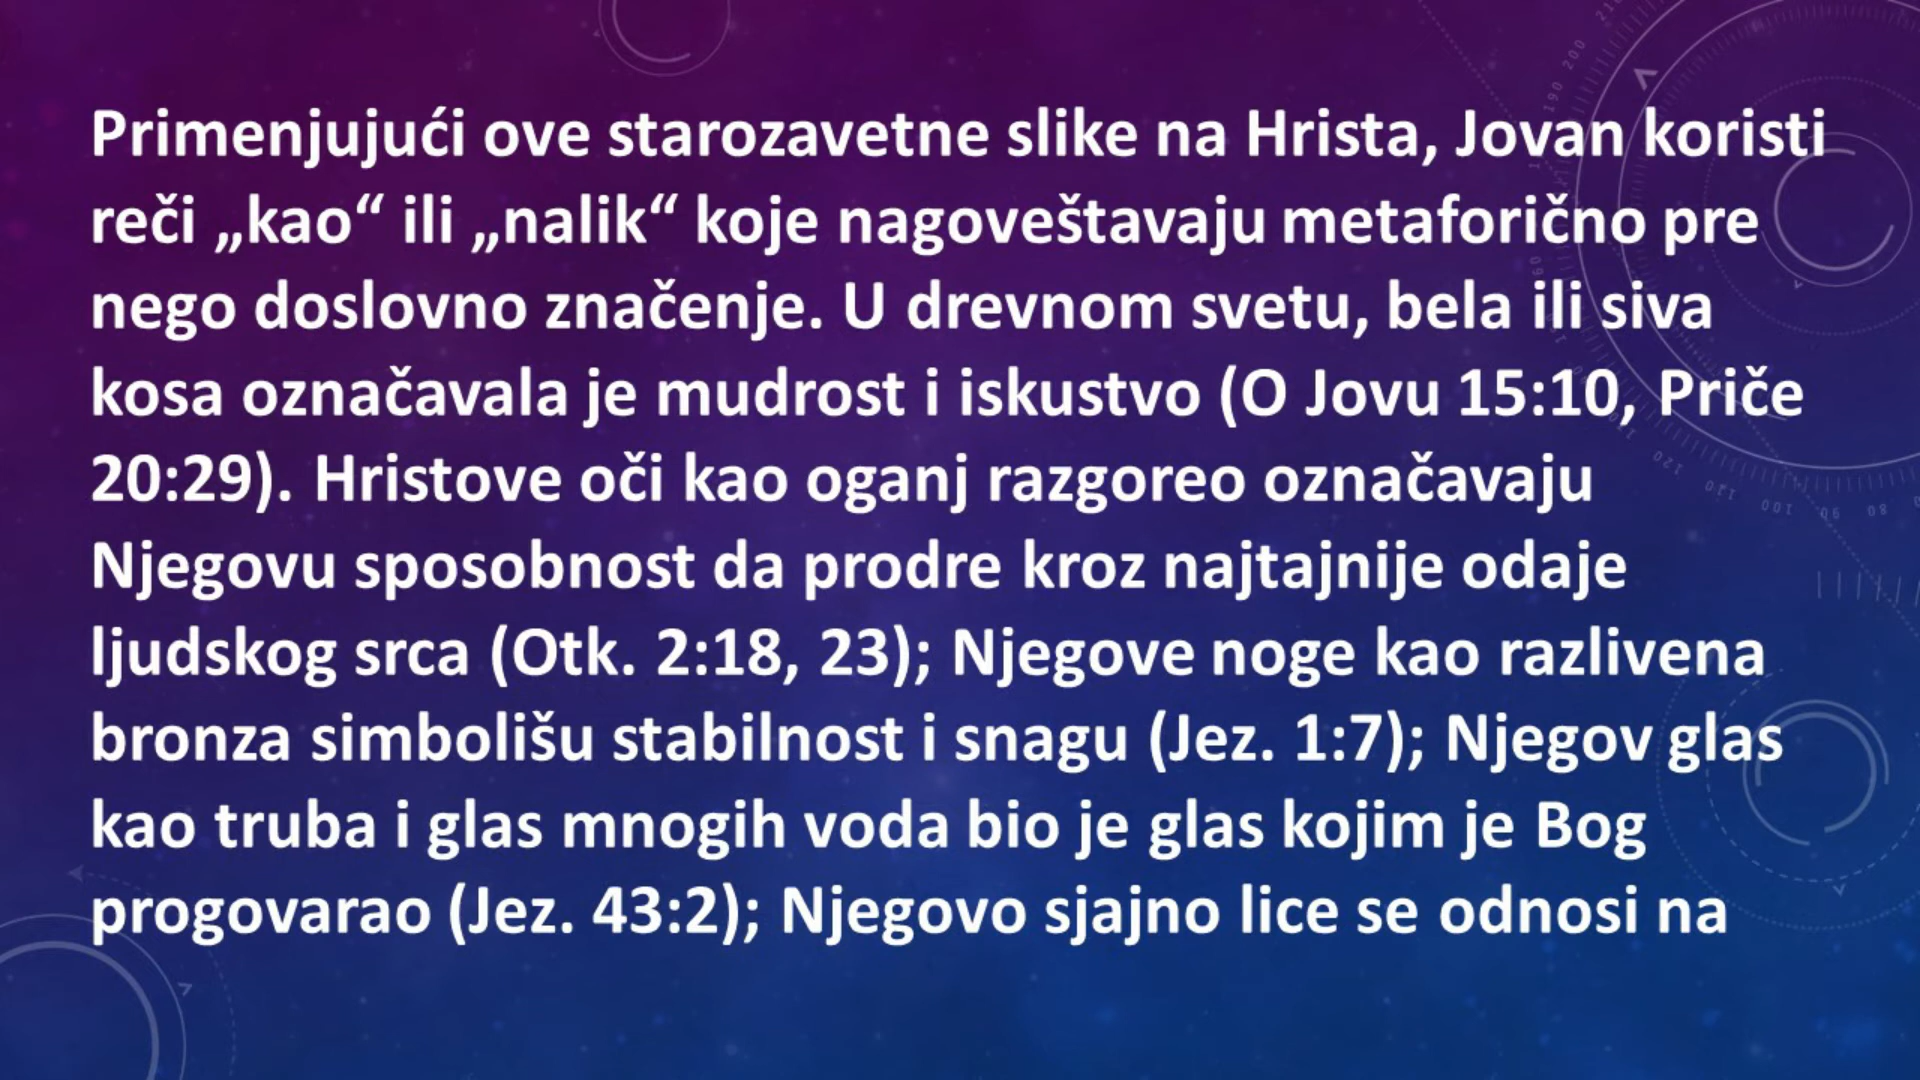 Primenjujući ove starozavetne slike na Hrista, Jovan koristi
reči „kao“ ili „nalik“ koje nagoveštavaju metaforično pre
nego doslovno značenje. U drevnom svetu, bela ili siva
kosa označavala je mudrost i iskustvo (O Jovu 15:10, Priče
20:29). Hristove oči kao oganj razgoreo označavaju
Njegovu sposobnost da prodre kroz najtajnije odaje
ljudskog srca (Otk. 2:18, 23); Njegove noge kao razlivena
bronza simbolišu stabilnost i snagu (Jez. 1:7); Njegov glas
kao truba i glas mnogih voda bio je glas kojim je Bog
progovarao (Jez. 43:2); Njegovo sjajno lice se odnosi na